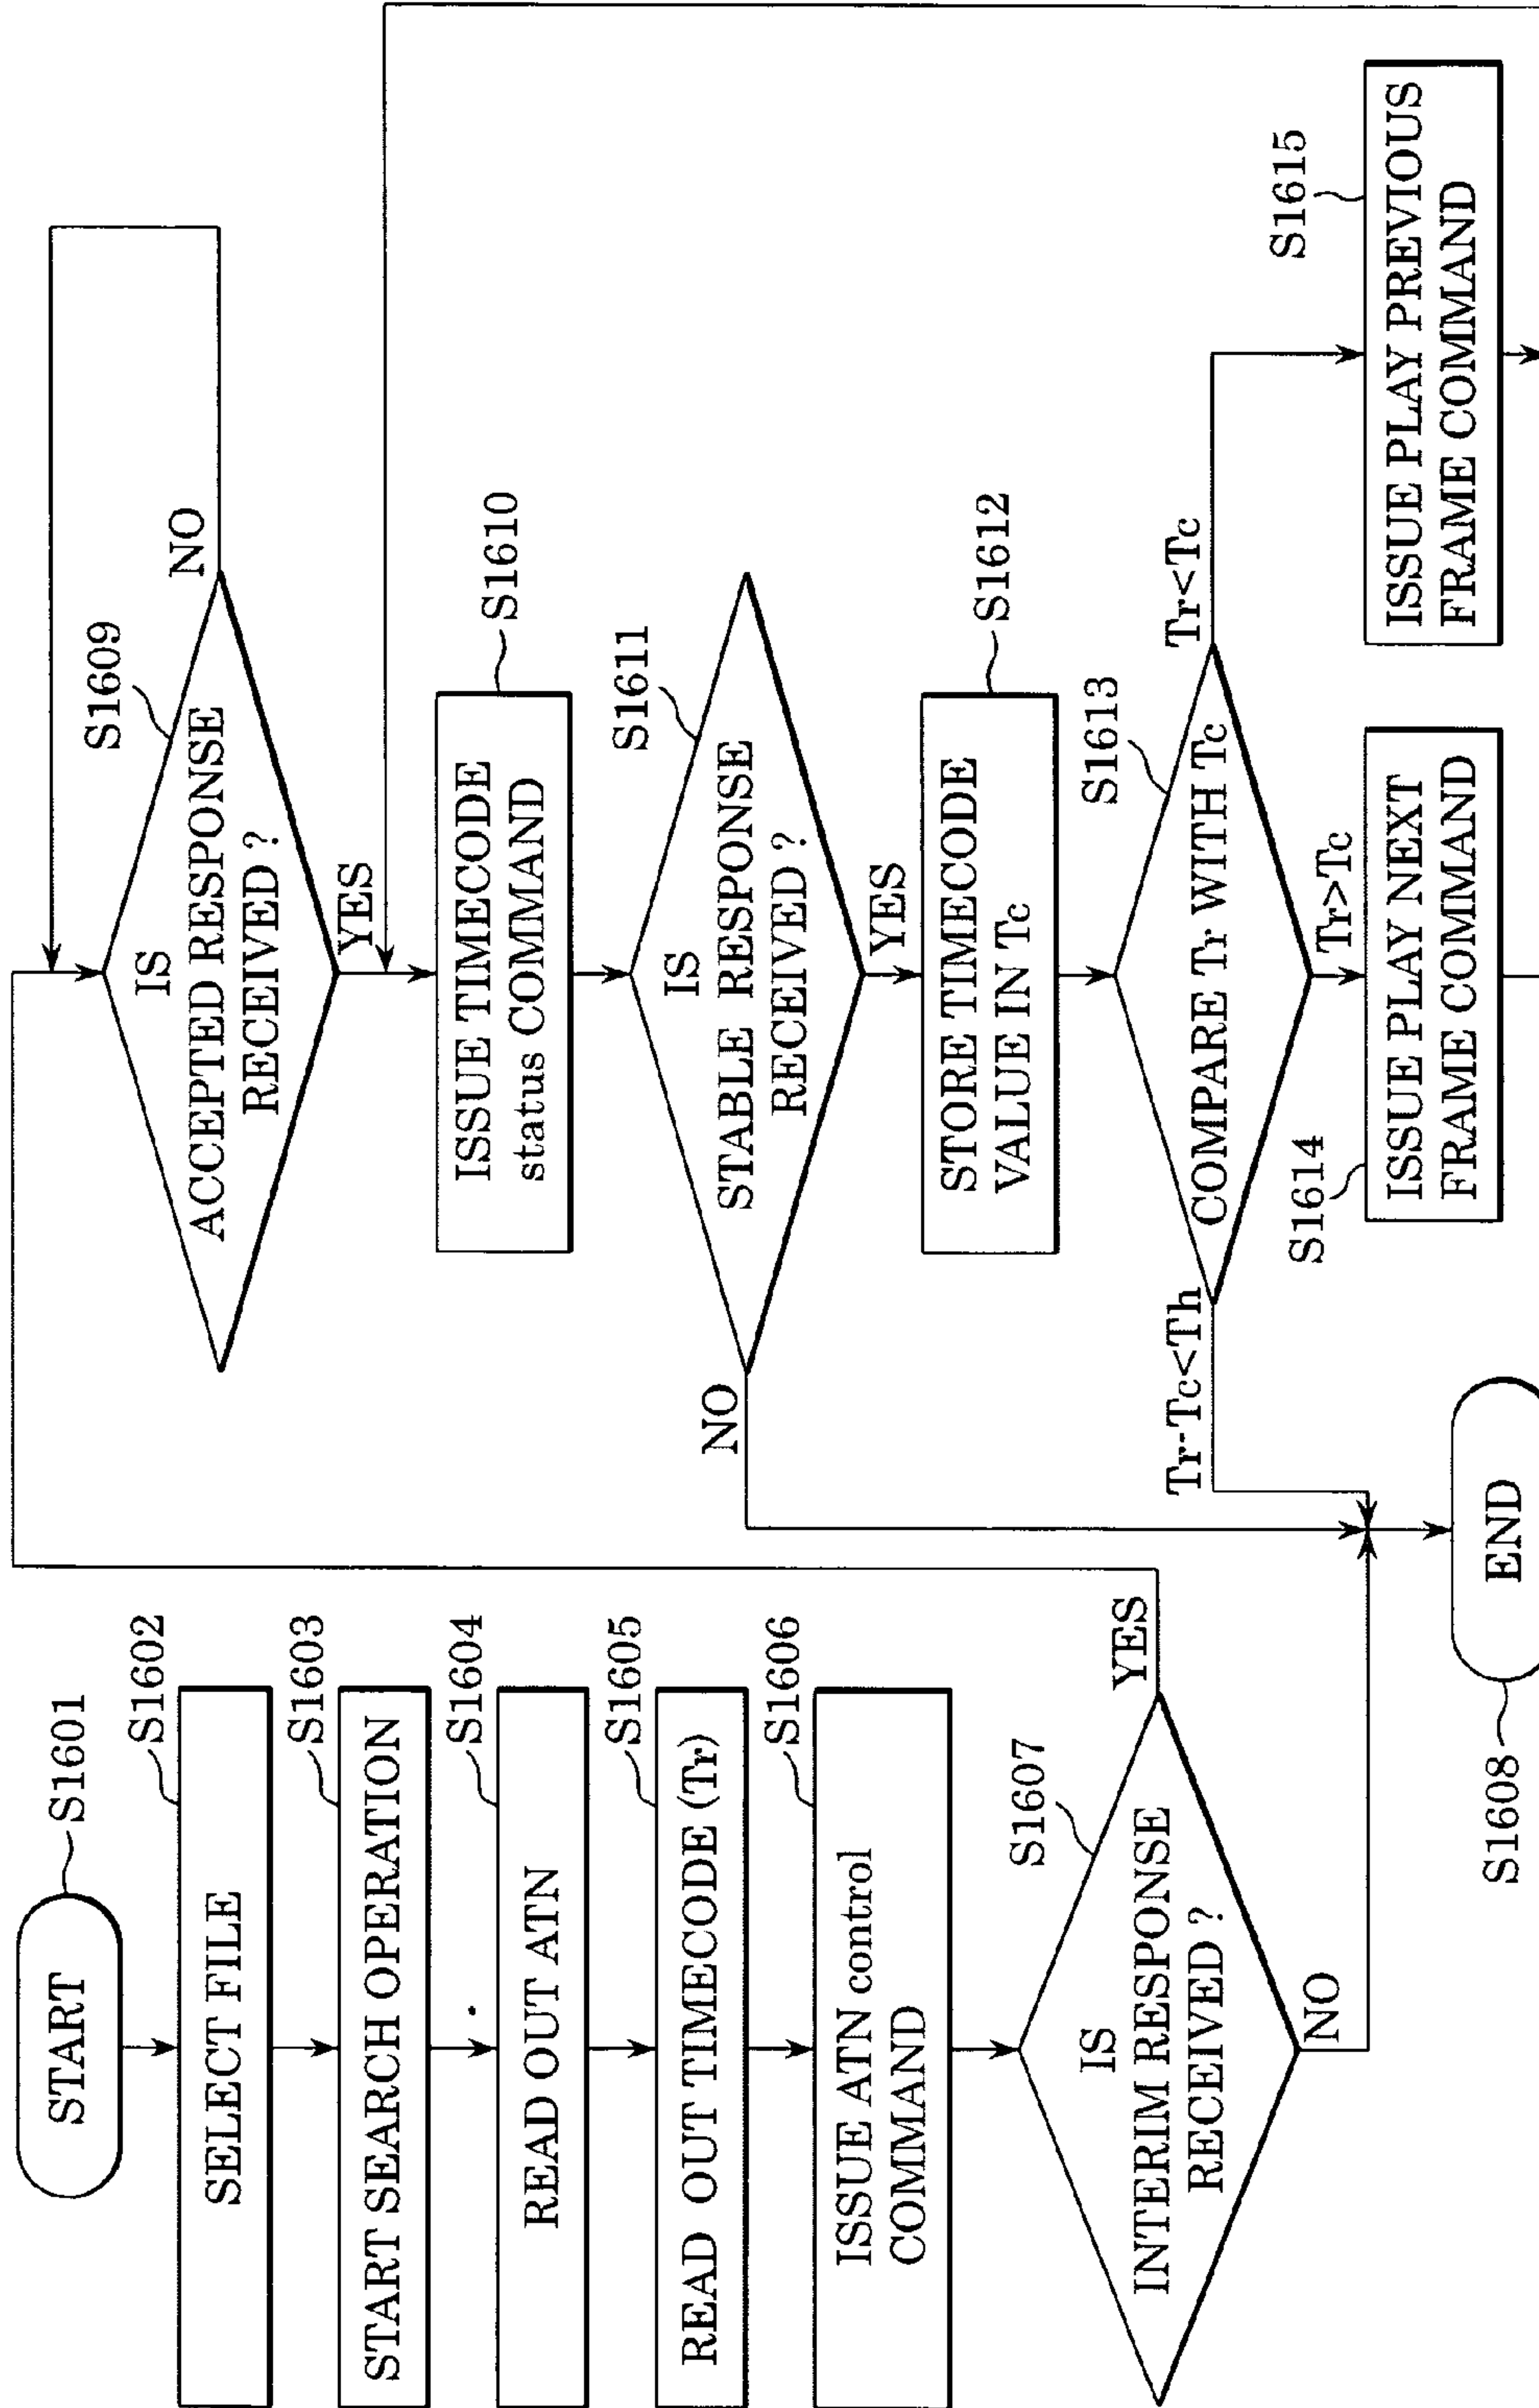 START
S1601
SELECT FILE
S1602
START SEARCH OPERATION
S1603
READ OUT ATN
S1604
READ OUT TIMECODE (Tr)
S1605
ISSUE ATN control
COMMAND
S1606
IS
INTERIM RESPONSE
RECEIVED ?
S1607
YES
NO
END
S1608
IS
ACCEPTED RESPONSE
RECEIVED ?
S1609
NO
YES
ISSUE TIMECODE
status COMMAND
S1610
IS
STABLE RESPONSE
RECEIVED ?
S1611
NO
YES
STORE TIMECODE
VALUE IN Tc
S1612
COMPARE Tr WITH Tc
S1613
Tr-Tc<Th
Tr>Tc
Tr<Tc
ISSUE PLAY NEXT
FRAME COMMAND
S1614
ISSUE PLAY PREVIOUS
FRAME COMMAND
S1615